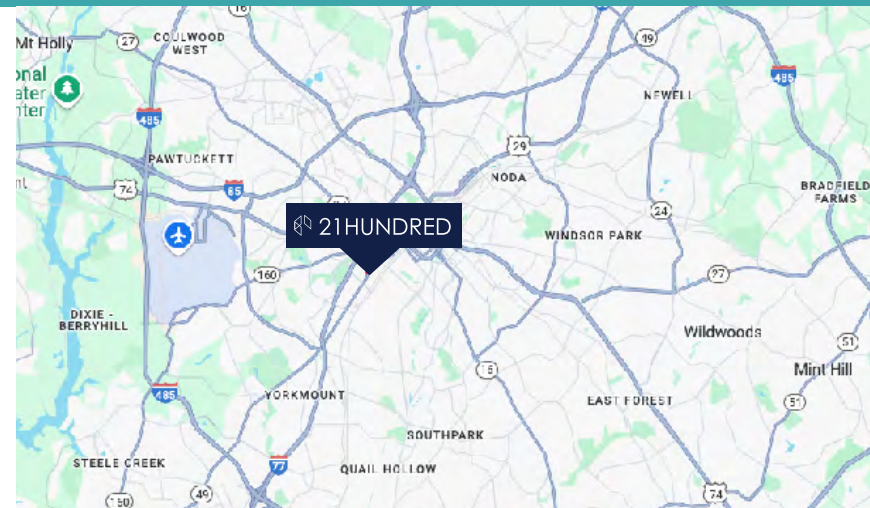 16
Mt Holly
27
COULWOOD
WEST
49
onal
ater
nter
485
NEWELL
485
29
PAWTUCKETT
NODA
74
85
BRADFIELD
FARMS
24
21HUNDRED
WINDSOR PARK
160
27
DIXIE -
BERRYHILL
Wildwoods
51
Mint Hill
16
485
YORKMOUNT
EAST FOREST
51
SOUTHPARK
STEELE CREEK
77
QUAIL HOLLOW
160
49
74